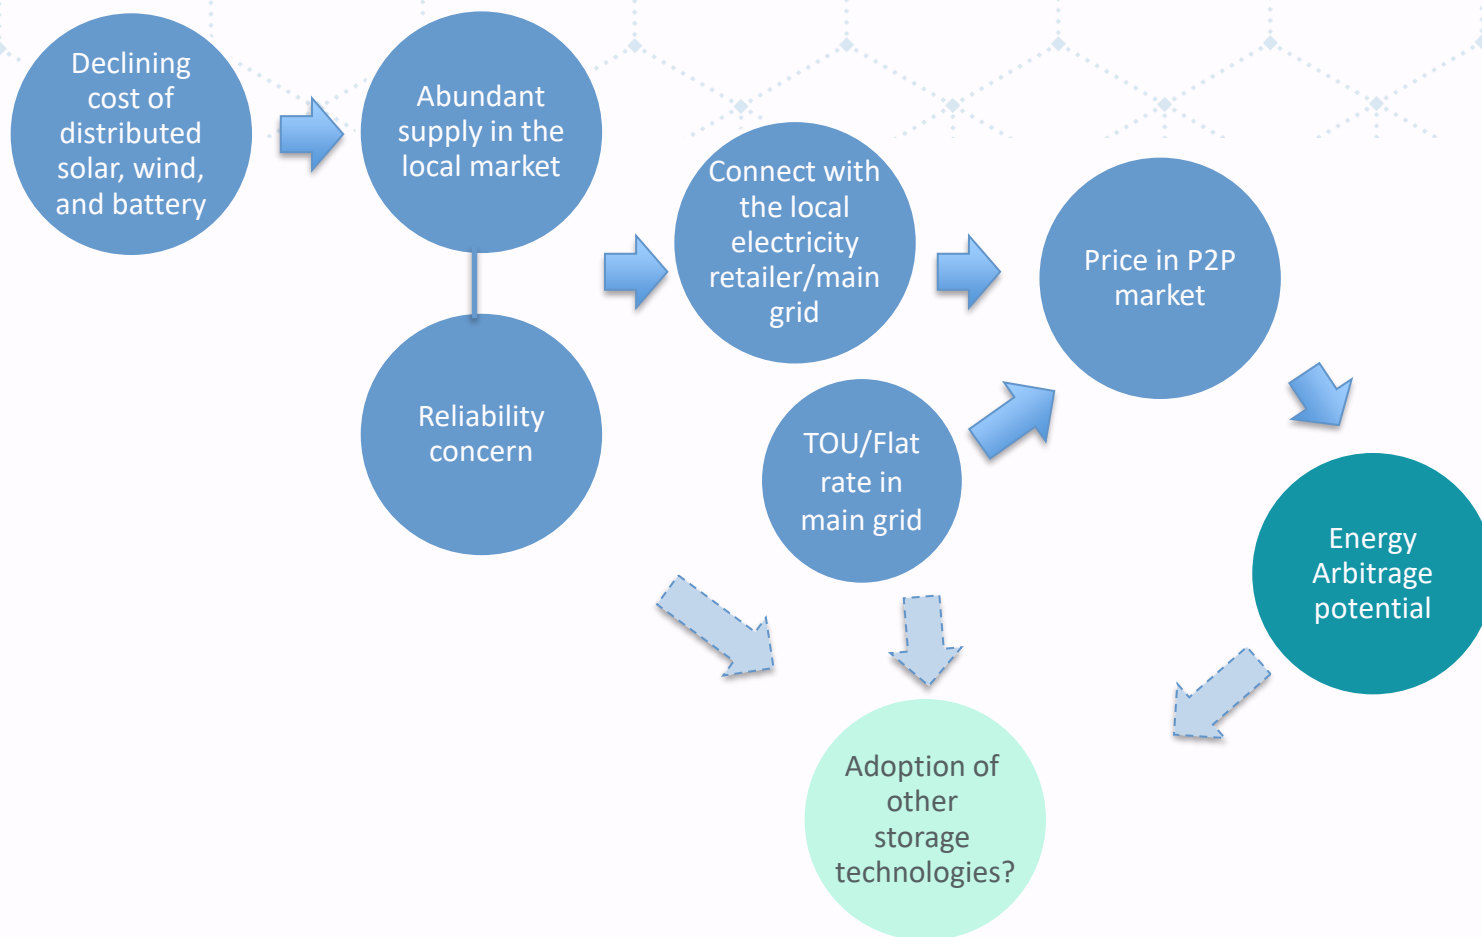 Declining
cost of
distributed
solar, wind,
and battery
Abundant
supply in the
local market
Reliability
concern
Connect with
the local
electricity
retailer/main
grid
TOU/Flat
rate in
main grid
Price in P2P
market
Energy
Arbitrage
potential
Adoption of
other
storage
technologies?